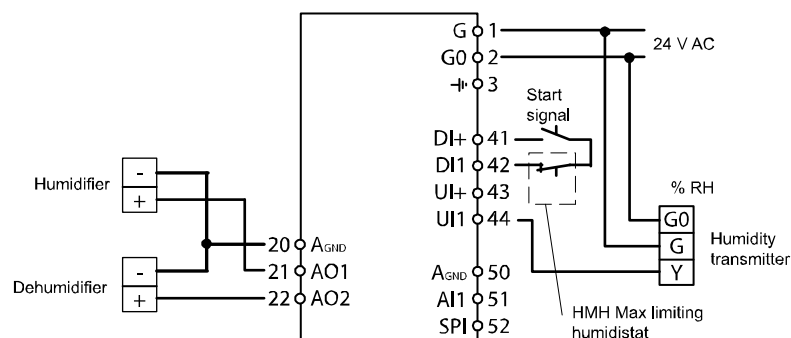 G 1
24 V AC
G0 2
3
Start
signal
DI+ 41
DI1 42
% RH
Humidifier
-
+
UI+ 43
UI1 44
G0
G
Y
Humidity
transmitter
20 AGND
21 AO1
22 AO2
Dehumidifier
-
+
AGND 50
AI1 51
SPI 52
HMH Max limiting
humidistat